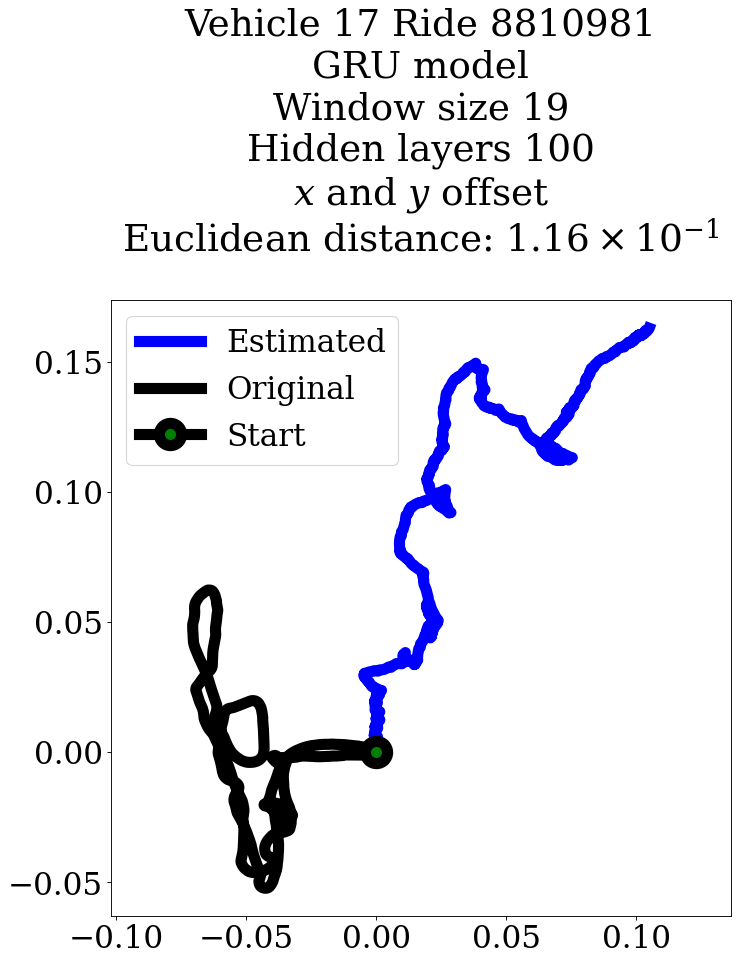 Vehicle 17 Ride 8810981
GRU model
Window size 19
Hidden layers 100
x and y offset
Euclidean distance: 1.16 × 10⁻¹
Estimated
Original
Start
0.15
0.10
0.05
0.00
−0.05
−0.10 −0.05 0.00 0.05 0.10